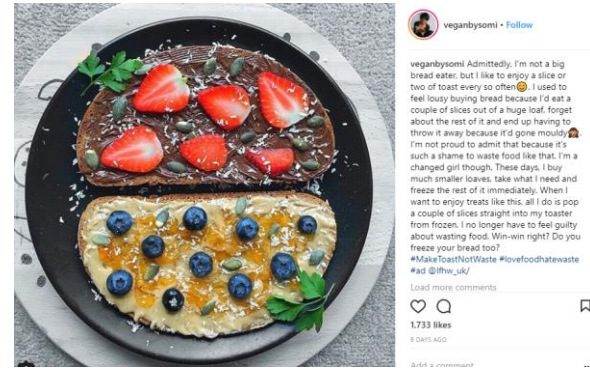 veganbysomi • Follow
veganbysomi Admittedly, I'm not a big
bread eater, but I like to enjoy a slice or
two of toast every so often😅. I used to
feel lousy buying bread because I'd eat a
couple of slices out of a huge loaf, forget
about the rest of it and end up having to
throw it away because it'd gone mouldy🙈
I'm not proud to admit that because it's
such a shame to waste food like that. I'm a
changed girl though. These days, I buy
much smaller loaves, take what I need and
freeze the rest of it immediately. When I
want to enjoy treats like this, all I do is pop
a couple of slices straight into my toaster
from frozen. I no longer have to feel guilty
about wasting food. Win-win right? Do you
freeze your bread too?
#MakeToastNotWaste #lovefoodhatewaste
#ad @lfhw_uk/
Load more comments
1,733 likes
6 DAYS AGO
Add a comment...